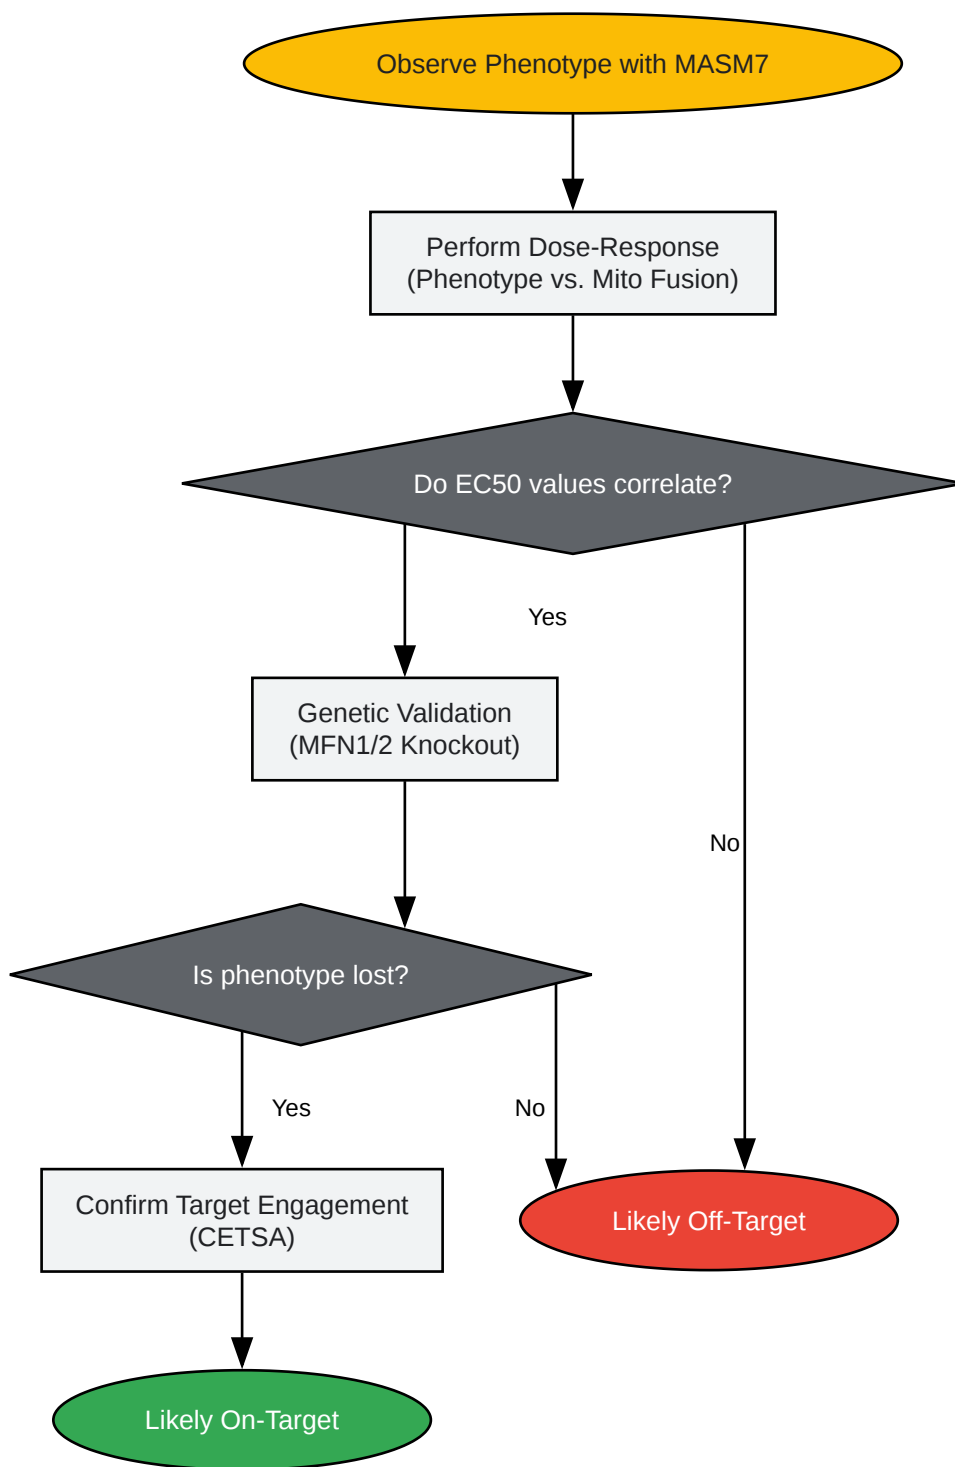 Observe Phenotype with MASM7
Perform Dose-Response
(Phenotype vs. Mito Fusion)
Do EC50 values correlate?
Yes
Genetic Validation
(MFN1/2 Knockout)
No
Is phenotype lost?
Yes
No
Confirm Target Engagement
(CETSA)
Likely Off-Target
Likely On-Target